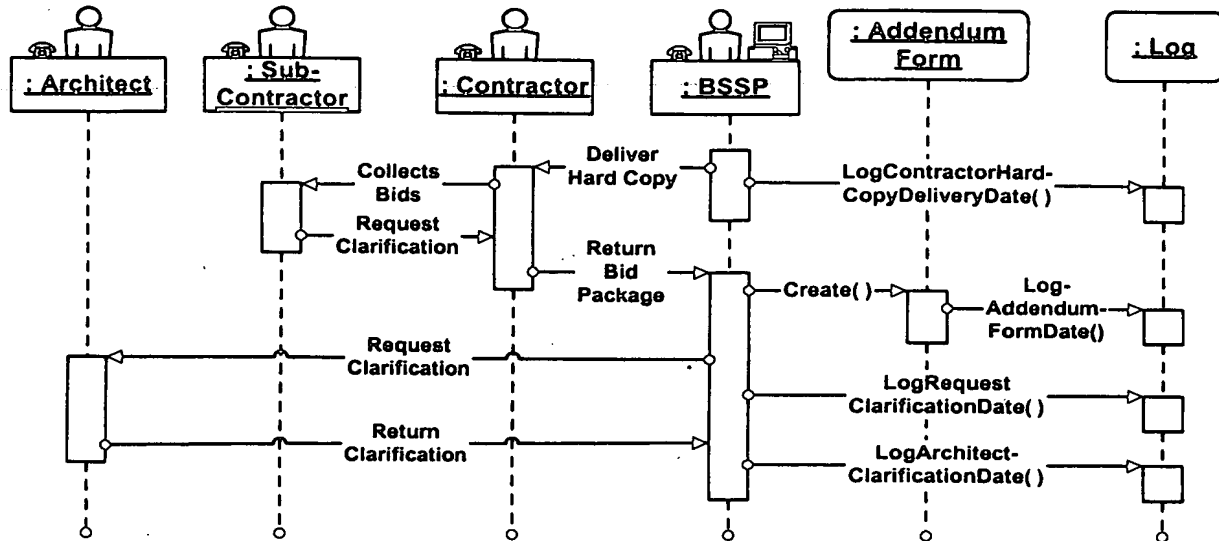 : Architect
: Sub-
Contractor
: Contractor
: BSSP
: Addendum
Form
: Log
Deliver
Hard Copy
LogContractorHard-
CopyDeliveryDate( )
Collects
Bids
Request
Clarification
Return
Bid
Package
Create( )
Log-
Addendum-
FormDate()
Request
Clarification
LogRequest
ClarificationDate( )
Return
Clarification
LogArchitect-
ClarificationDate( )